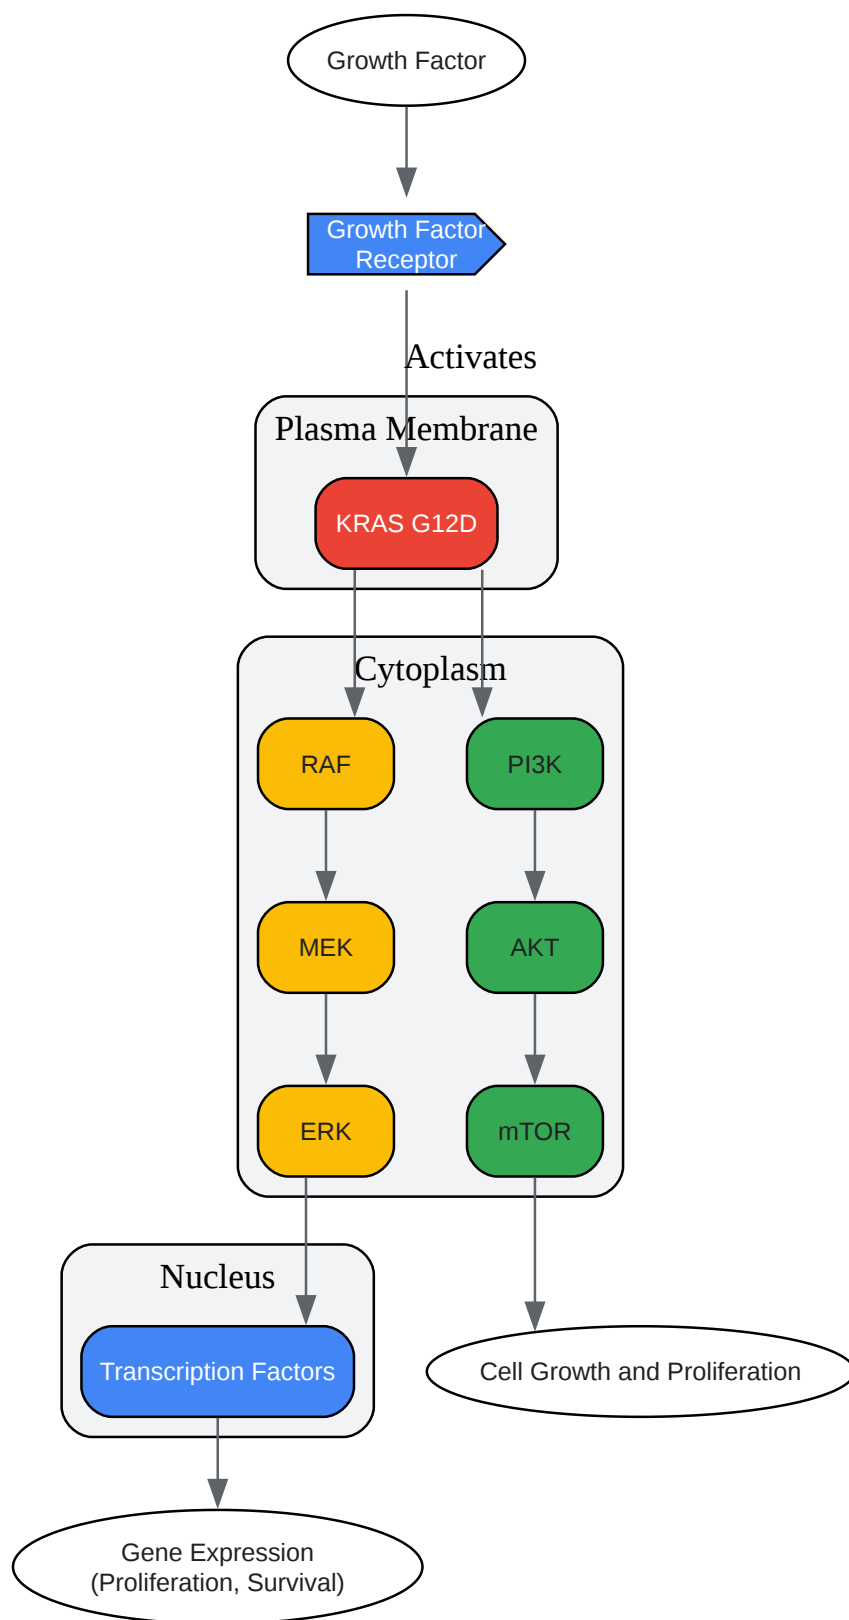 Growth Factor
Growth Factor
Receptor
Activates
Plasma Membrane
KRAS G12D
Cytoplasm
RAF
PI3K
MEK
AKT
ERK
mTOR
Nucleus
Transcription Factors
Cell Growth and Proliferation
Gene Expression
(Proliferation, Survival)